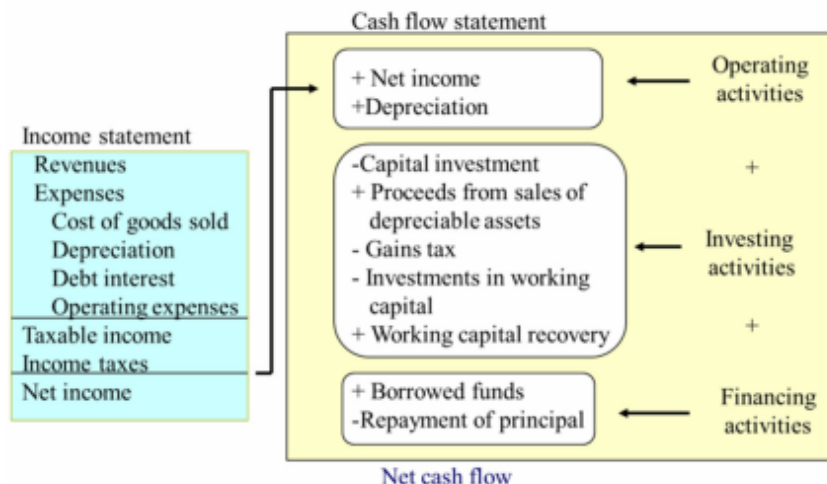 Cash flow statement
+ Net income
+Depreciation
Operating
activities
Income statement
Revenues
Expenses
Cost of goods sold
Depreciation
Debt interest
Operating expenses
Taxable income
Income taxes
Net income
-Capital investment
+ Proceeds from sales of
depreciable assets
- Gains tax
- Investments in working
capital
+ Working capital recovery
+
Investing
activities
+
+ Borrowed funds
-Repayment of principal
Financing
activities
Net cash flow